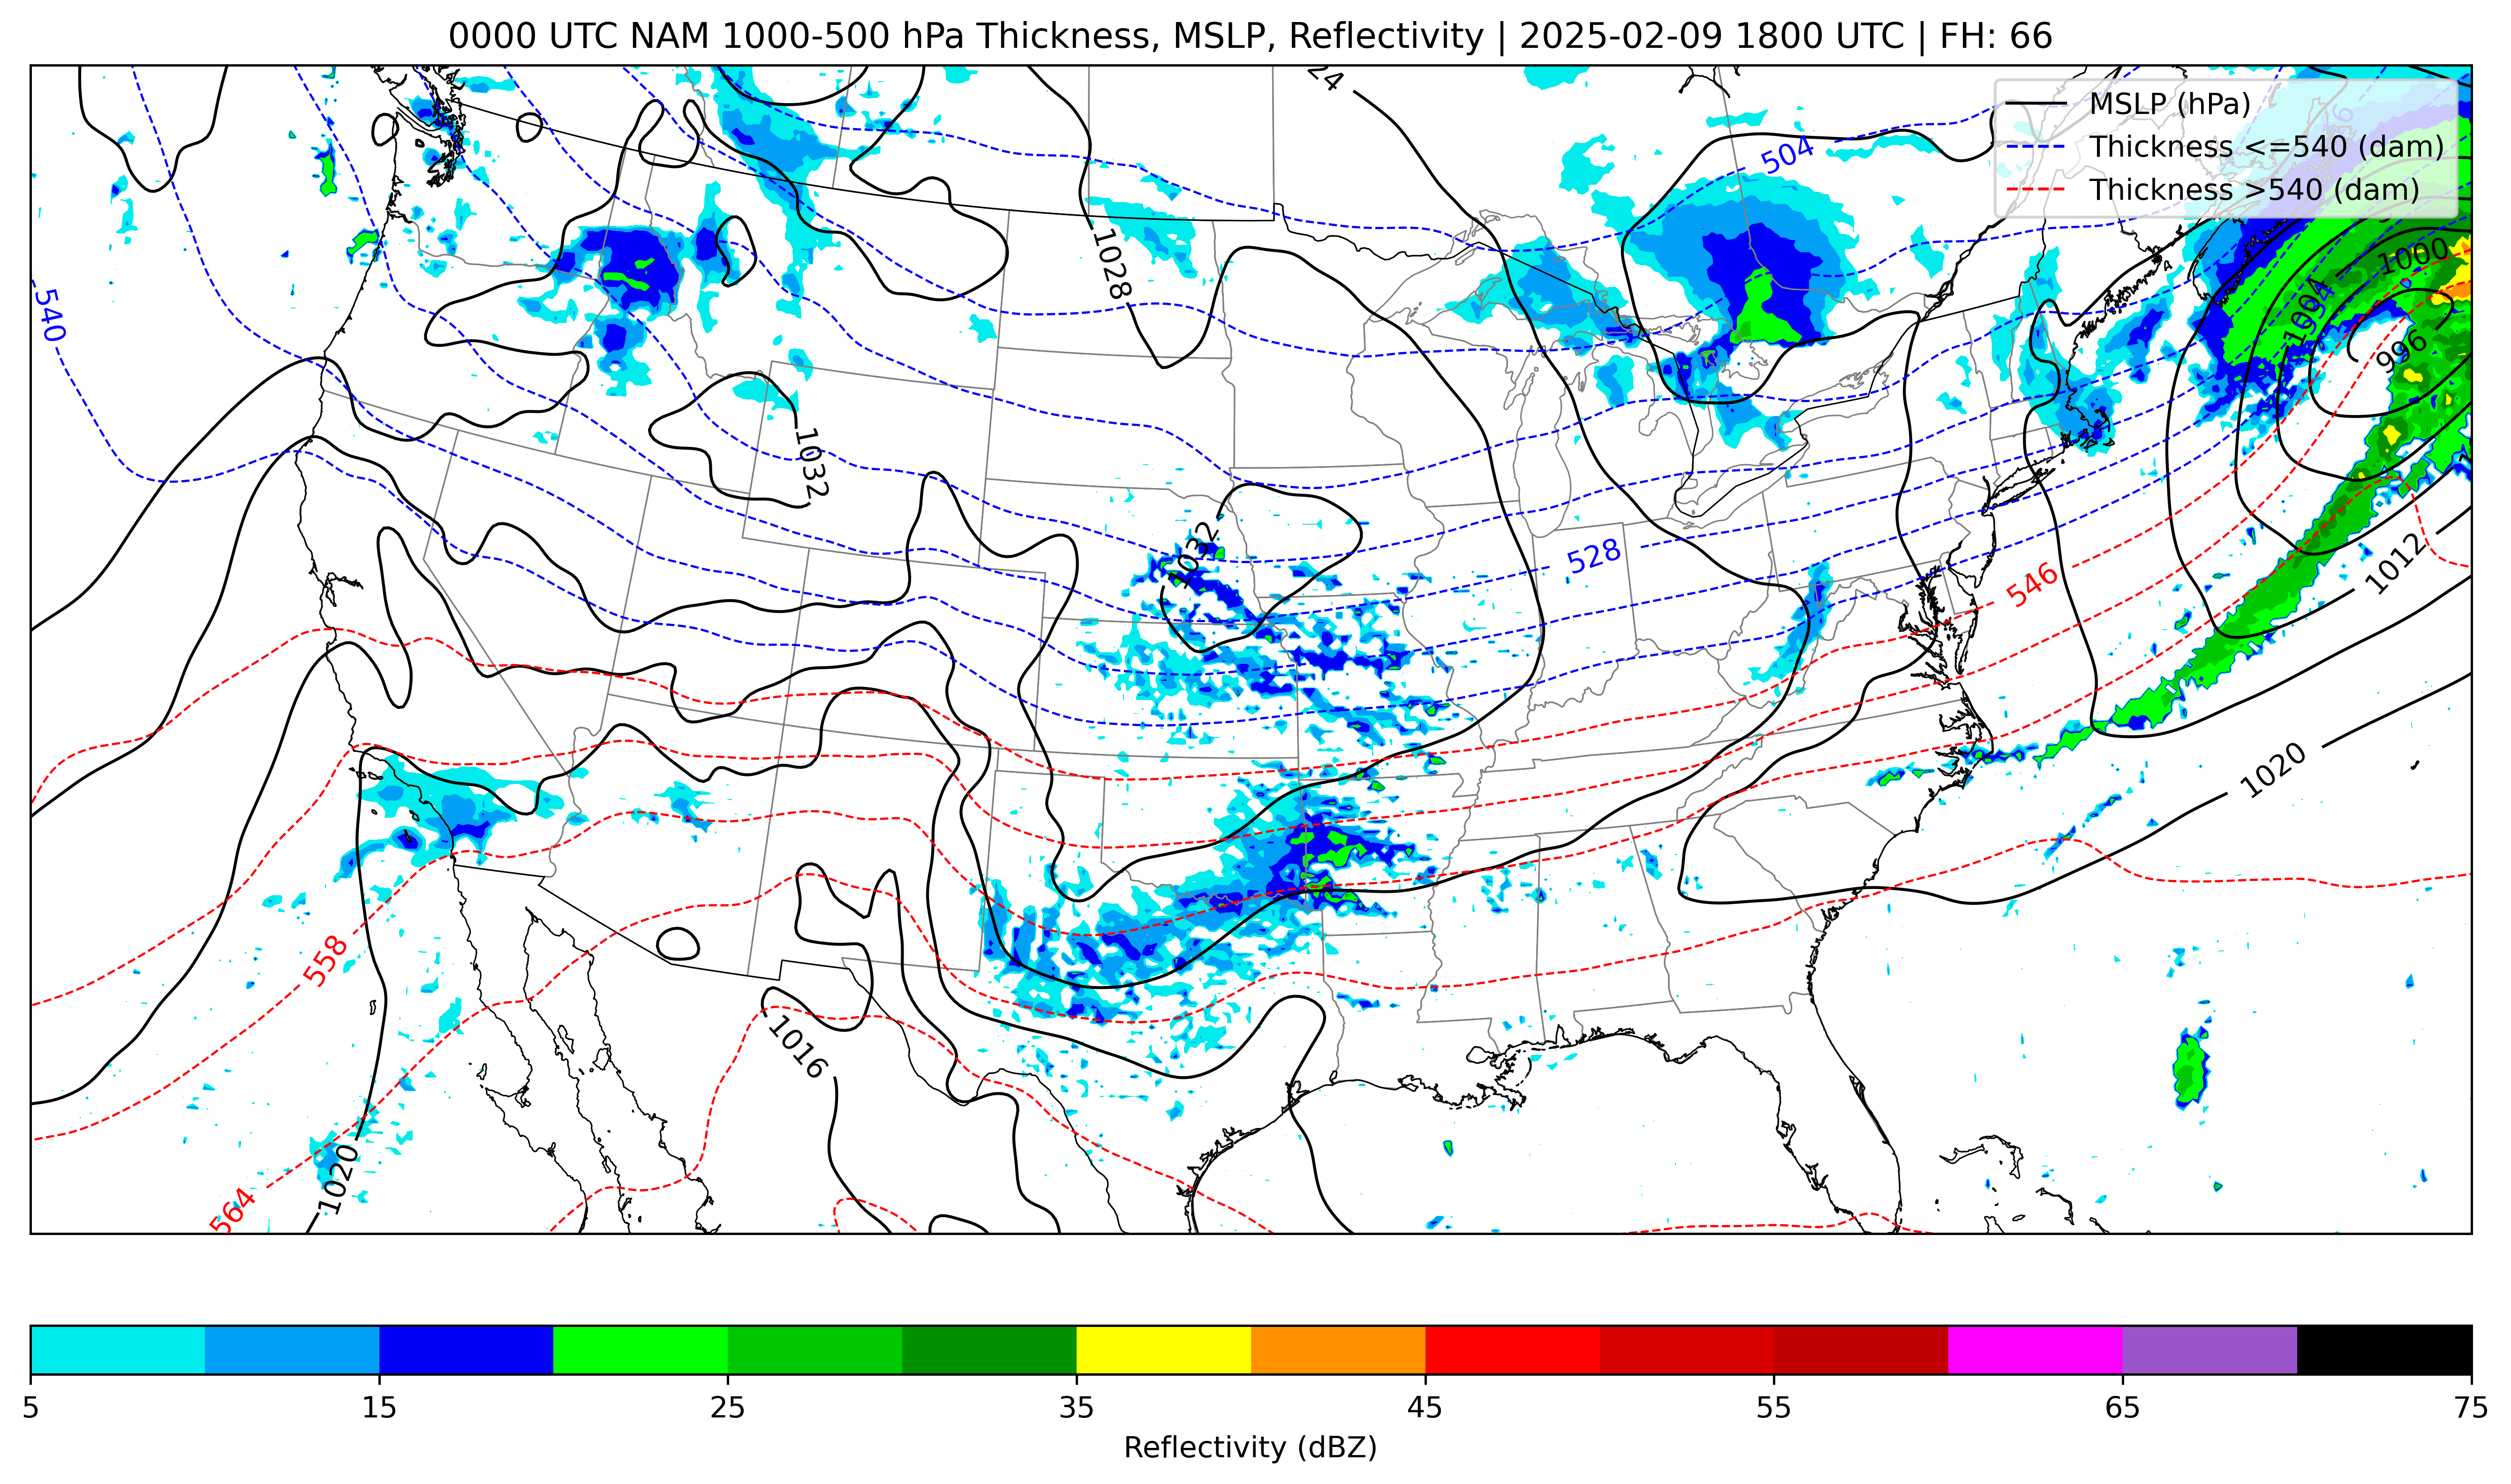 0000 UTC NAM 1000-500 hPa Thickness, MSLP, Reflectivity | 2025-02-09 1800 UTC | FH: 66
24
MSLP (hPa)
Thickness <=540 (dam)
Thickness >540 (dam)
504
1028
1000
540
1004
996
1032
1032
528
546
1012
1020
558
1016
1020
564
5 15 25 35 45 55 65 75
Reflectivity (dBZ)